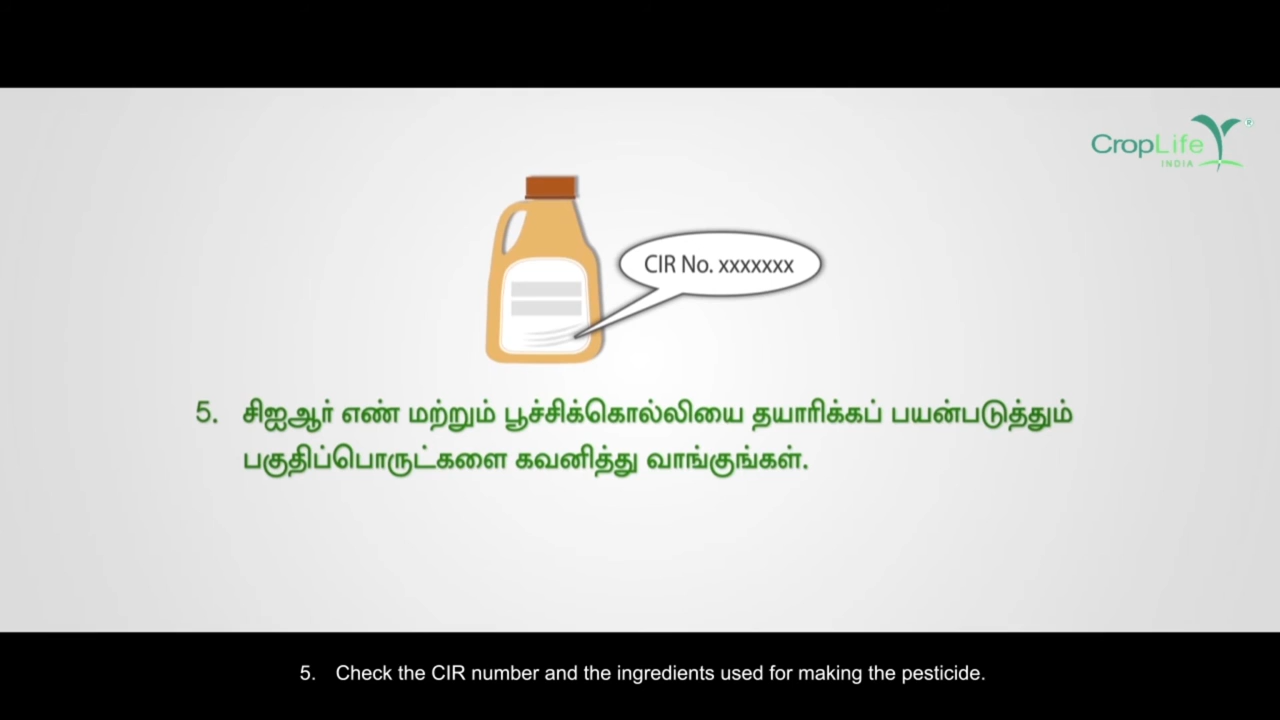 CropLife
INDIA
CIR No. xxxxxxx
5. சிஐஆர் எண் மற்றும் பூச்சிக்கொல்லியை தயாரிக்கப் பயன்படுத்தும்
பகுதிப்பொருட்களை கவனித்து வாங்குங்கள்.
5. Check the CIR number and the ingredients used for making the pesticide.